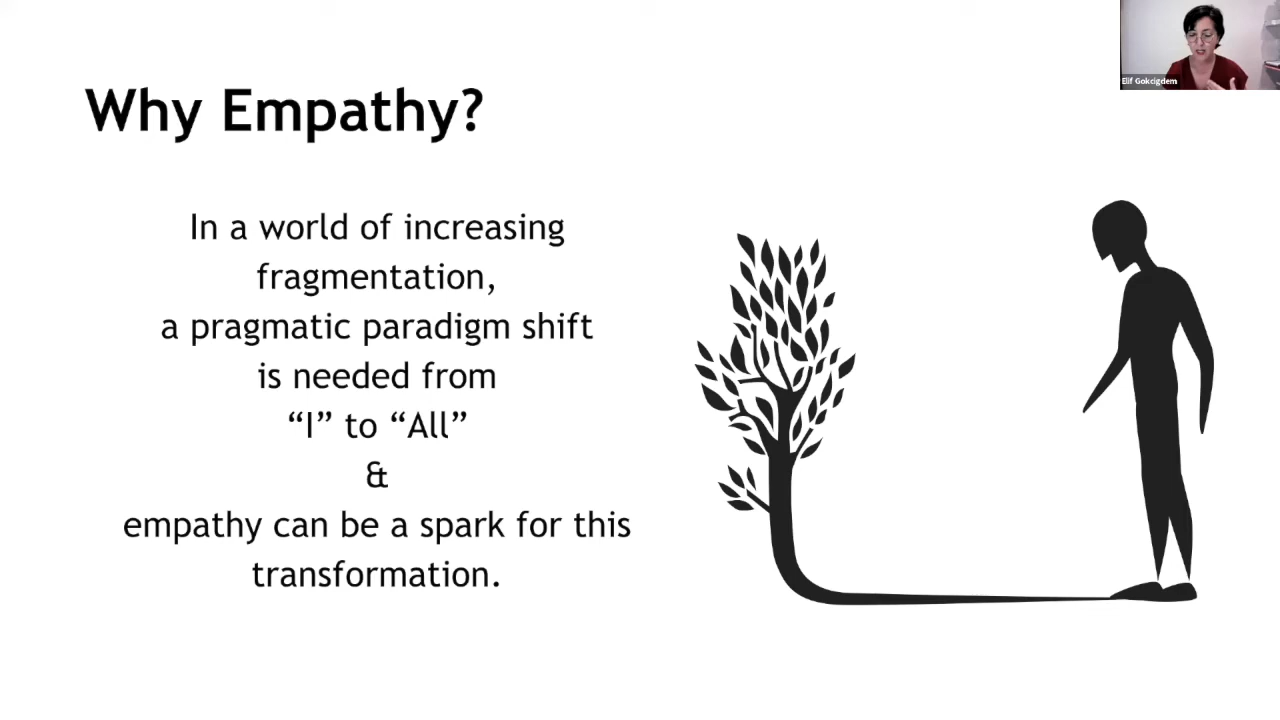 Elif Gokcigdem
Why Empathy?
In a world of increasing
fragmentation,
a pragmatic paradigm shift
is needed from
“I” to “All”
&
empathy can be a spark for this
transformation.